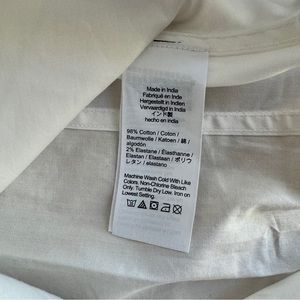 Made in India
Fabriqué en Inde
Hergestellt in Indien
Vervaardigd in India
インド製
hecho en India
98% Cotton / Coton /
Baumwolle / Katoen / 綿 /
algodón
2% Elastane / Élasthanne /
Elastan / Elastaan / ポリウ
レタン / elastano
Machine Wash Cold With Like
Colors. Non-Chlorine Bleach
Only. Tumble Dry Low. Iron on
Lowest Setting.